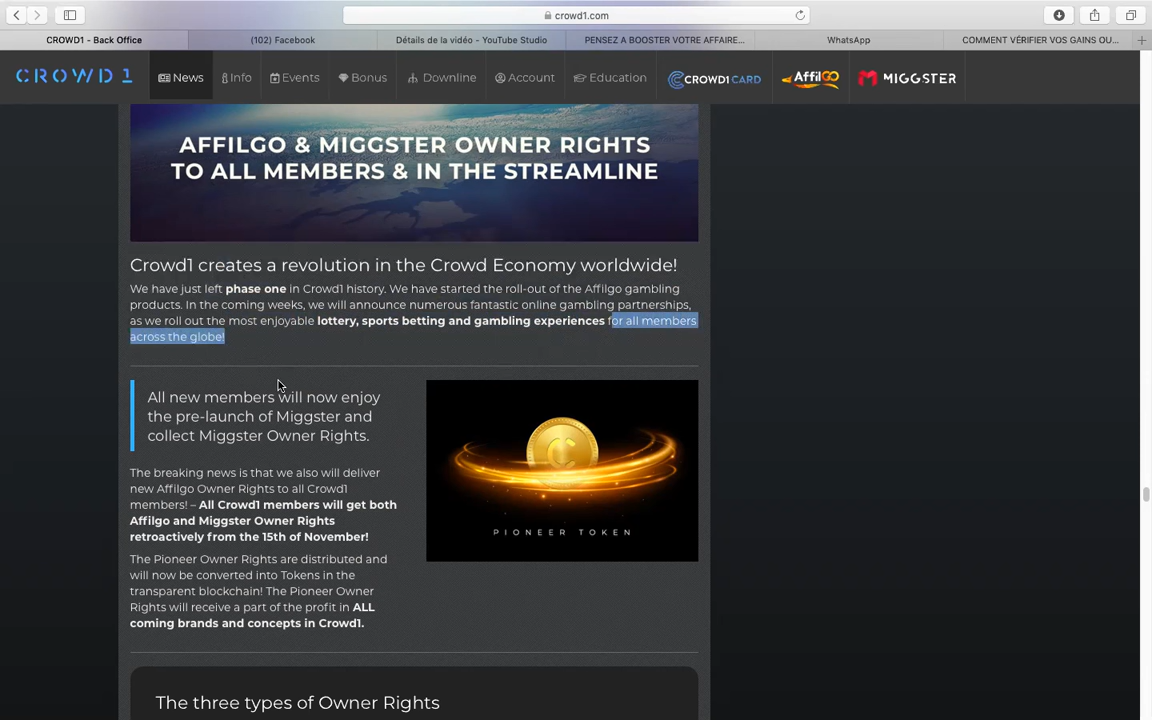 crowd1.com
CROWD1 - Back Office
(102) Facebook
Détails de la vidéo - YouTube Studio
PENSEZ A BOOSTER VOTRE AFFAIRE...
WhatsApp
COMMENT VÉRIFIER VOS GAINS OU...
CROWD1
News
Info
Events
Bonus
Downline
Account
Education
CROWD1CARD
AffilGO
MIGGSTER
AFFILGO & MIGGSTER OWNER RIGHTS
TO ALL MEMBERS & IN THE STREAMLINE
Crowd1 creates a revolution in the Crowd Economy worldwide!
We have just left phase one in Crowd1 history. We have started the roll-out of the Affilgo gambling
products. In the coming weeks, we will announce numerous fantastic online gambling partnerships,
as we roll out the most enjoyable lottery, sports betting and gambling experiences for all members
across the globe!
All new members will now enjoy
the pre-launch of Miggster and
collect Miggster Owner Rights.
The breaking news is that we also will deliver
new Affilgo Owner Rights to all Crowd1
members! – All Crowd1 members will get both
Affilgo and Miggster Owner Rights
retroactively from the 15th of November!
The Pioneer Owner Rights are distributed and
will now be converted into Tokens in the
transparent blockchain! The Pioneer Owner
Rights will receive a part of the profit in ALL
coming brands and concepts in Crowd1.
C
PIONEER TOKEN
The three types of Owner Rights